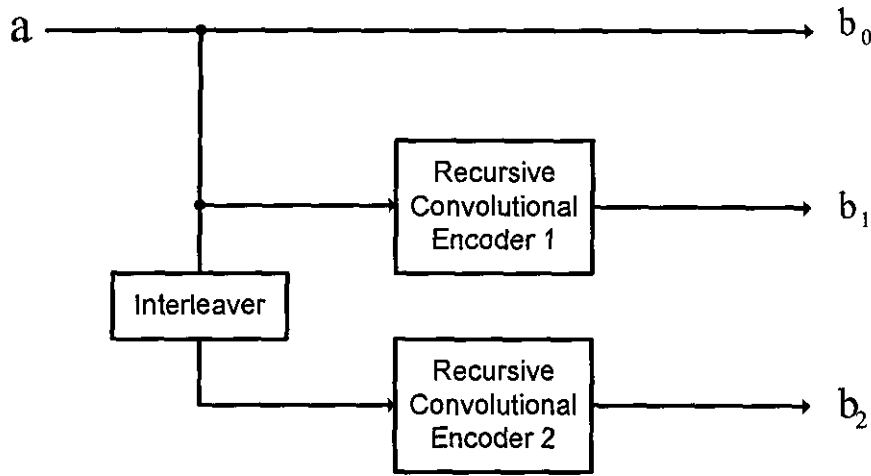 a
b₀
Recursive
Convolutional
Encoder 1
b₁
Interleaver
Recursive
Convolutional
Encoder 2
b₂